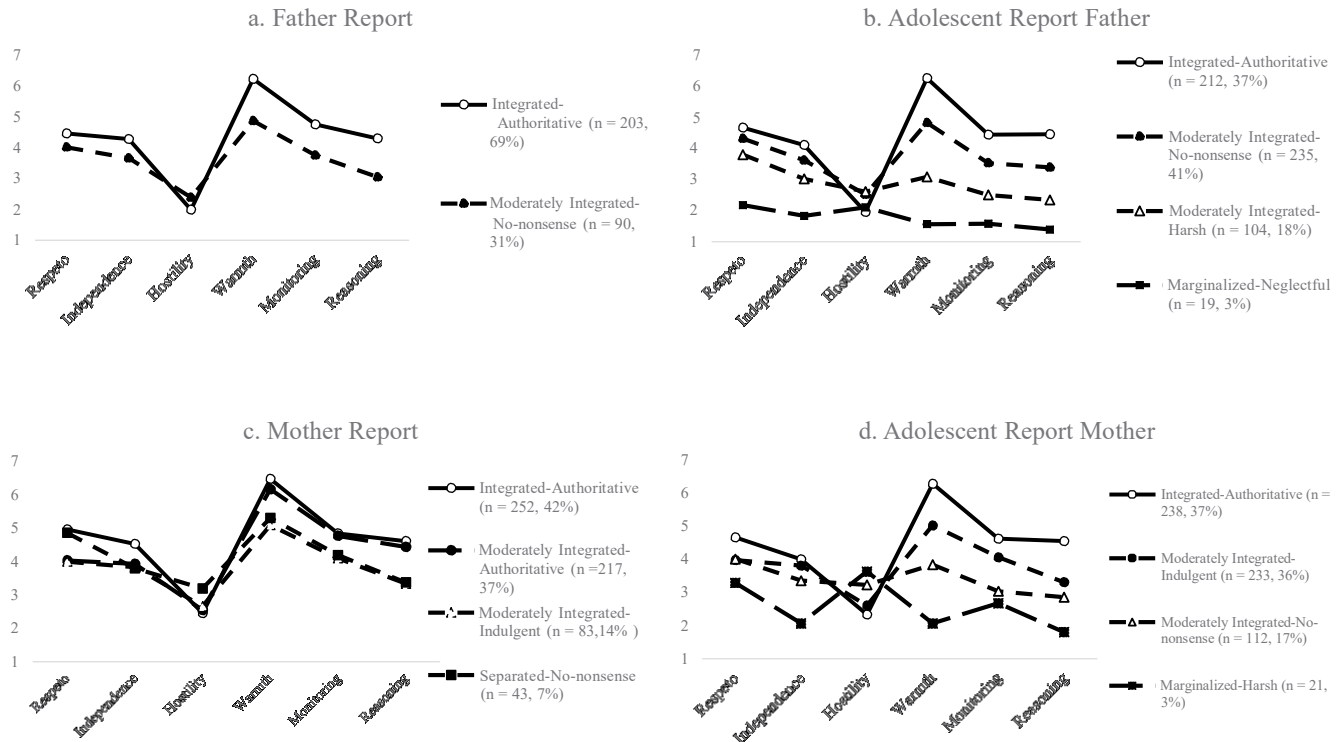 a. Father Report
7
6
5
4
3
2
1
Respeto
Independence
Hostility
Warmth
Monitoring
Reasoning
Integrated-
Authoritative (n = 203,
69%)
Moderately Integrated-
No-nonsense (n = 90,
31%)
b. Adolescent Report Father
7
6
5
4
3
2
1
Respeto
Independence
Hostility
Warmth
Monitoring
Reasoning
Integrated-Authoritative
(n = 212, 37%)
Moderately Integrated-
No-nonsense (n = 235,
41%)
Moderately Integrated-
Harsh (n = 104, 18%)
Marginalized-Neglectful
(n = 19, 3%)
c. Mother Report
7
6
5
4
3
2
1
Respeto
Independence
Hostility
Warmth
Monitoring
Reasoning
Integrated-Authoritative
(n = 252, 42%)
Moderately Integrated-
Authoritative (n =217,
37%)
Moderately Integrated-
Indulgent (n = 83,14% )
Separated-No-nonsense
(n = 43, 7%)
d. Adolescent Report Mother
7
6
5
4
3
2
1
Respeto
Independence
Hostility
Warmth
Monitoring
Reasoning
Integrated-Authoritative (n =
238, 37%)
Moderately Integrated-
Indulgent (n = 233, 36%)
Moderately Integrated-No-
nonsense (n = 112, 17%)
Marginalized-Harsh (n = 21,
3%)